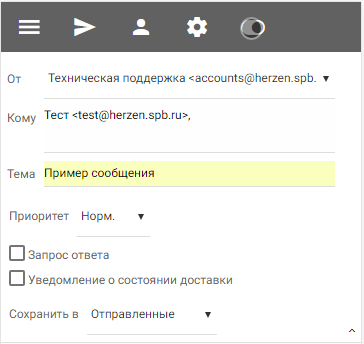 От Техническая поддержка <accounts@herzen.spb.
Кому Тест <test@herzen.spb.ru>,
Тема Пример сообщения
Приоритет Норм.
Запрос ответа
Уведомление о состоянии доставки
Сохранить в Отправленные